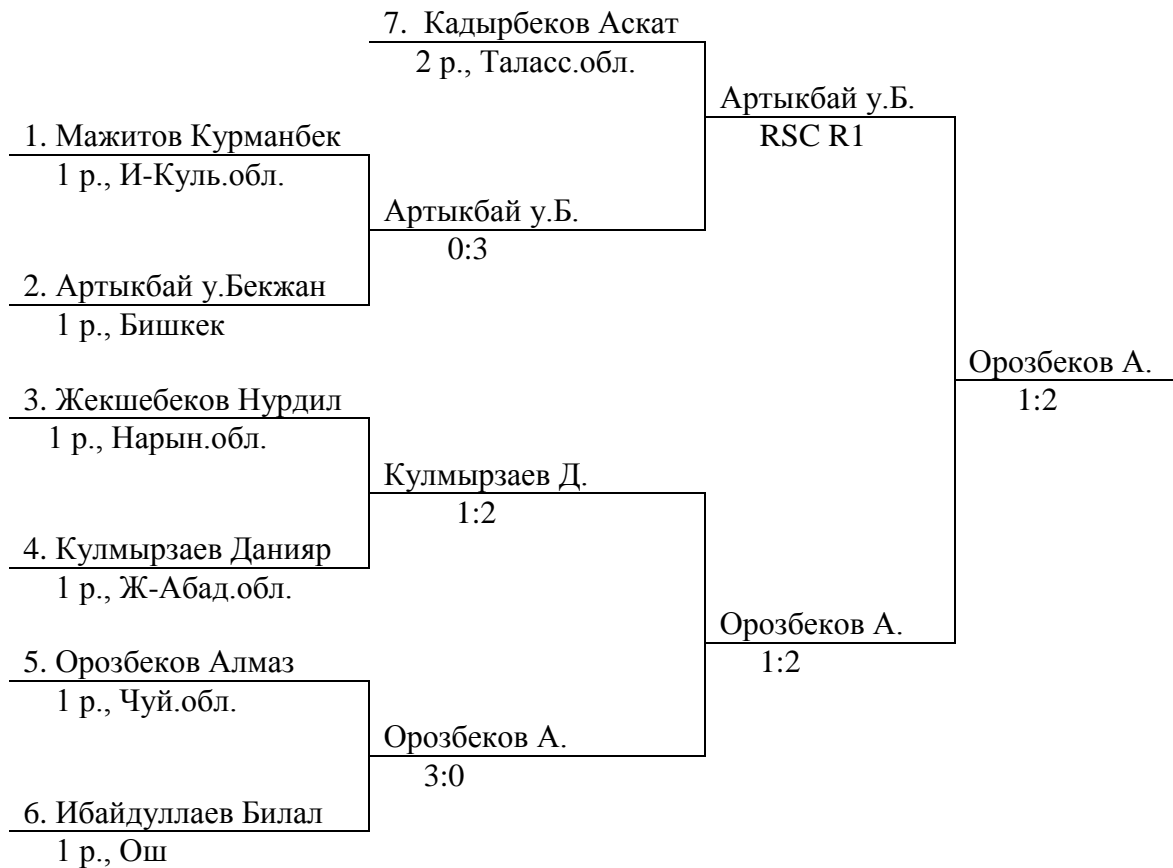 7. Кадырбеков Аскат
2 р., Таласс.обл.
Артыкбай у.Б.
RSC R1
1. Мажитов Курманбек
1 р., И-Куль.обл.
Артыкбай у.Б.
0:3
2. Артыкбай у.Бекжан
1 р., Бишкек
Орозбеков А.
1:2
3. Жекшебеков Нурдил
1 р., Нарын.обл.
Кулмырзаев Д.
1:2
4. Кулмырзаев Данияр
1 р., Ж-Абад.обл.
Орозбеков А.
1:2
5. Орозбеков Алмаз
1 р., Чуй.обл.
Орозбеков А.
3:0
6. Ибайдуллаев Билал
1 р., Ош